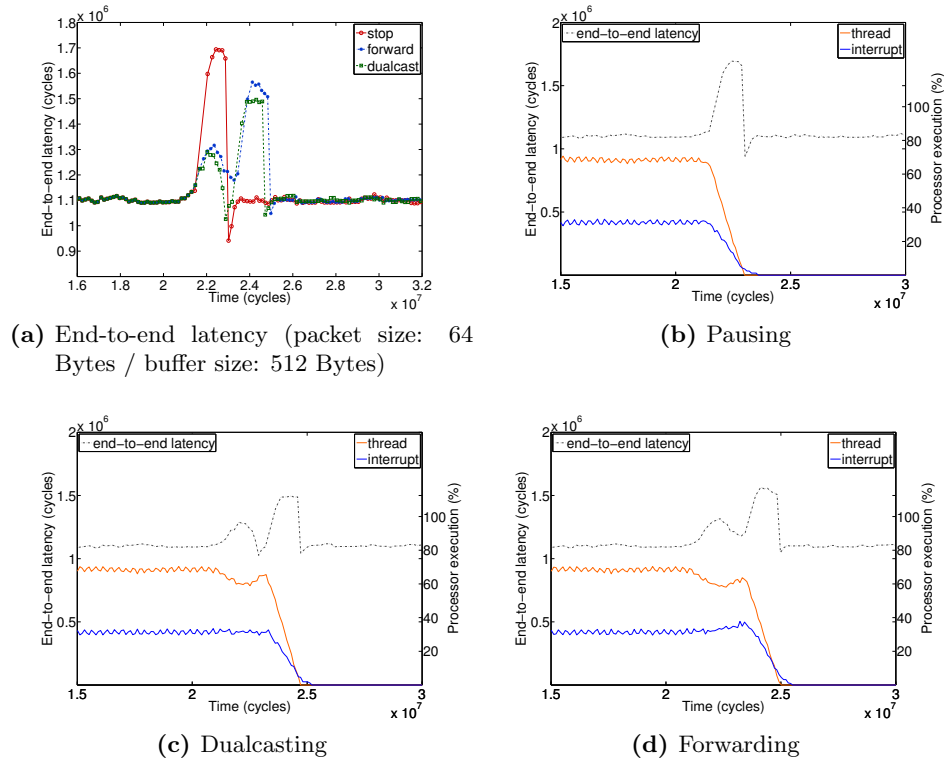 1.8 x 10^6
1.7
1.6
1.5
1.4
1.3
1.2
1.1
1
0.9
End−to−end latency (cycles)
stop
forward
dualcast
1.6 1.8 2 2.2 2.4 2.6 2.8 3 3.2
Time (cycles)
x 10^7
(a) End-to-end latency (packet size: 64
Bytes / buffer size: 512 Bytes)
2 x 10^6
1.5
1
0.5
End−to−end latency (cycles)
end−to−end latency
thread
interrupt
100
80
60
40
20
Processor execution (%)
1.5 2 2.5 3
Time (cycles)
x 10^7
(b) Pausing
2 x 10^6
1.5
1
0.5
End−to−end latency (cycles)
end−to−end latency
thread
interrupt
100
80
60
40
20
Processor execution (%)
1.5 2 2.5 3
Time (cycles)
x 10^7
(c) Dualcasting
2 x 10^6
1.5
1
0.5
End−to−end latency (cycles)
end−to−end latency
thread
interrupt
100
80
60
40
20
Processor execution (%)
1.5 2 2.5 3
Time (cycles)
x 10^7
(d) Forwarding